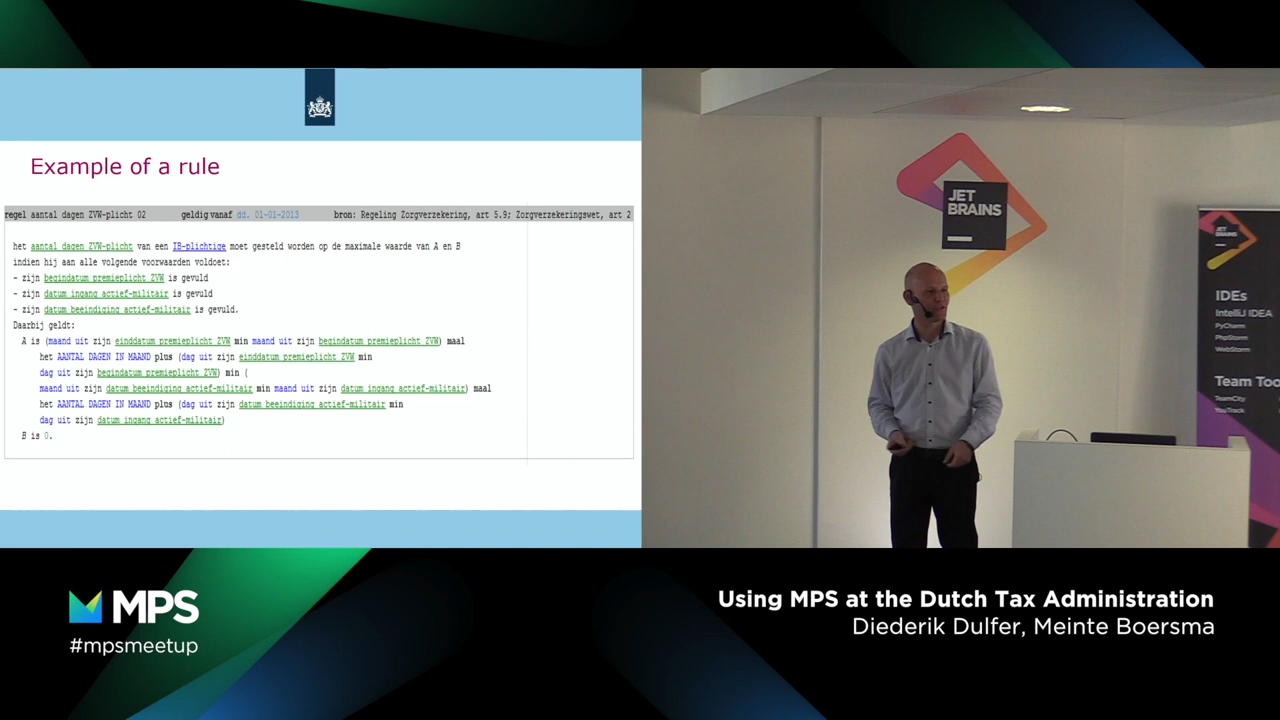 Example of a rule
regel aantal dagen ZVW-plicht 02 geldig vanaf dd. 01-01-2013 bron: Regeling Zorgverzekering, art 5.9; Zorgverzekeringswet, art 2
het aantal dagen ZVW-plicht van een IB-plichtige moet gesteld worden op de maximale waarde van A en B
indien hij aan alle volgende voorwaarden voldoet:
- zijn begindatum premieplicht ZVW is gevuld
- zijn datum ingang actief-militair is gevuld
- zijn datum beeindiging actief-militair is gevuld.
Daarbij geldt:
A is (maand uit zijn einddatum premieplicht ZVW min maand uit zijn begindatum premieplicht ZVW) maal
het AANTAL DAGEN IN MAAND plus (dag uit zijn einddatum premieplicht ZVW min
dag uit zijn begindatum premieplicht ZVW) min (
maand uit zijn datum beeindiging actief-militair min maand uit zijn datum ingang actief-militair) maal
het AANTAL DAGEN IN MAAND plus (dag uit zijn datum beeindiging actief-militair min
dag uit zijn datum ingang actief-militair)
B is 0.
JET
BRAINS
JET
BRAINS
IDEs
IntelliJ IDEA
PyCharm
PhpStorm
WebStorm
Team Too
TeamCity
YouTrack
MPS
#mpsmeetup
Using MPS at the Dutch Tax Administration
Diederik Dulfer, Meinte Boersma